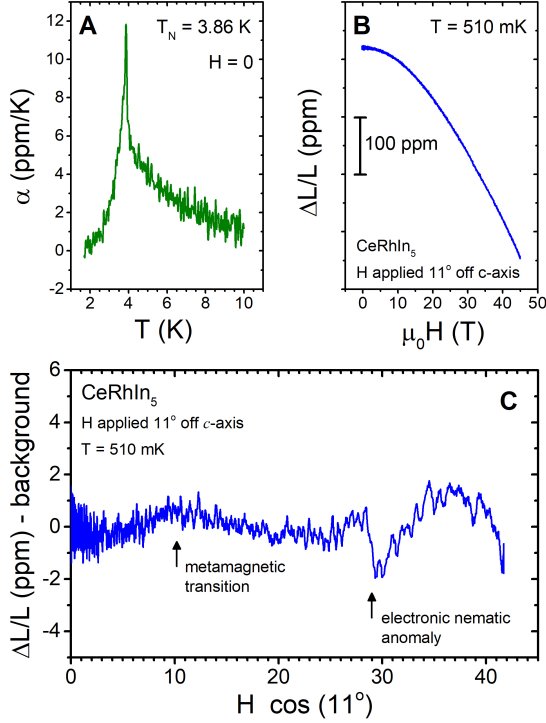 A
T_N = 3.86 K
H = 0
α (ppm/K)
12
10
8
6
4
2
0
-2
2
4
6
8
10
T (K)
B
T = 510 mK
ΔL/L (ppm)
100 ppm
CeRhIn₅
H applied 11° off c-axis
0
10
20
30
40
50
μ₀H (T)
C
CeRhIn₅
H applied 11° off c-axis
T = 510 mK
ΔL/L (ppm) - background
6
4
2
0
-2
-4
metamagnetic
transition
electronic nematic
anomaly
0
10
20
30
40
H cos (11°)